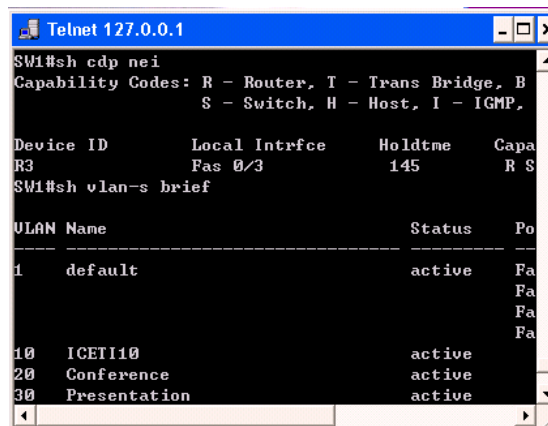 Telnet 127.0.0.1
SW1#sh cdp nei
Capability Codes: R - Router, T - Trans Bridge, B
S - Switch, H - Host, I - IGMP,
Device ID Local Intrfce Holdtme Capa
R3 Fas 0/3 145 R S
SW1#sh vlan-s brief
VLAN Name Status Po
---- -------------------------------- --------- --
1 default active Fa
Fa
Fa
Fa
10 ICETI10 active
20 Conference active
30 Presentation active